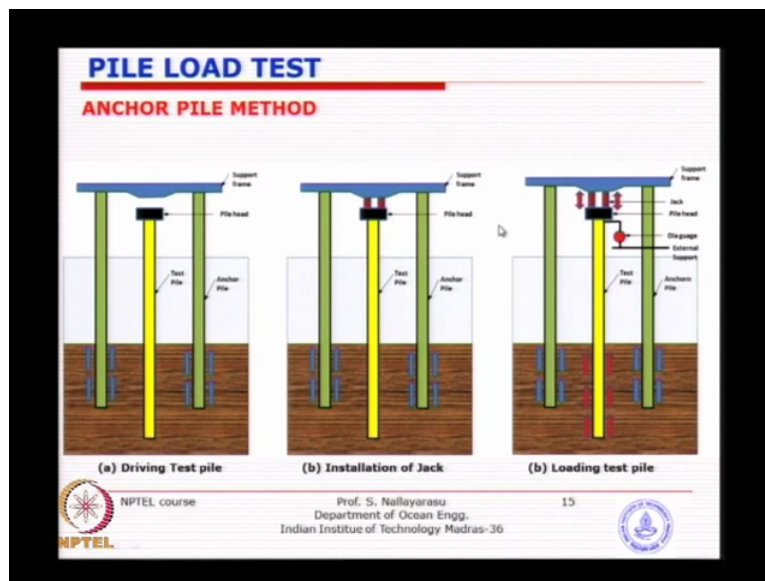 PILE LOAD TEST
ANCHOR PILE METHOD
Support
frame
Pile head
Test
Pile
Anchor
Pile
(a) Driving Test pile
Support
frame
Pile head
Test
Pile
Anchor
Pile
(b) Installation of Jack
Support
frame
Jack
Pile head
Dia guage
External
Support
Test
Pile
Anchorn
Pile
(b) Loading test pile
NPTEL course
Prof. S. Nallayarasu
Department of Ocean Engg.
Indian Institue of Technology Madras-36
15
NPTEL